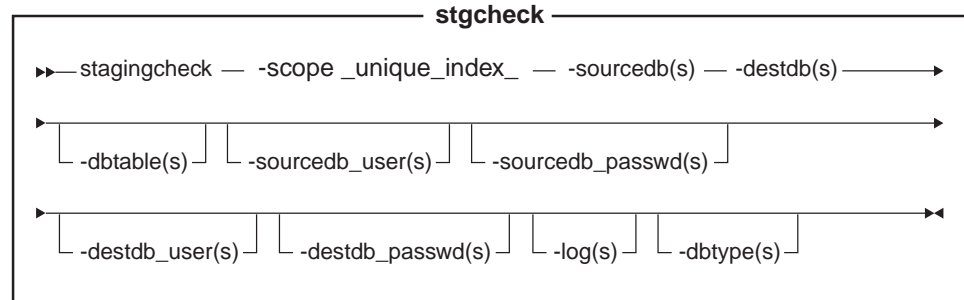 stgcheck
stagingcheck -scope _unique_index_ -sourcedb(s) -destdb(s)
-dbtable(s) -sourcedb_user(s) -sourcedb_passwd(s)
-destdb_user(s) -destdb_passwd(s) -log(s) -dbtype(s)